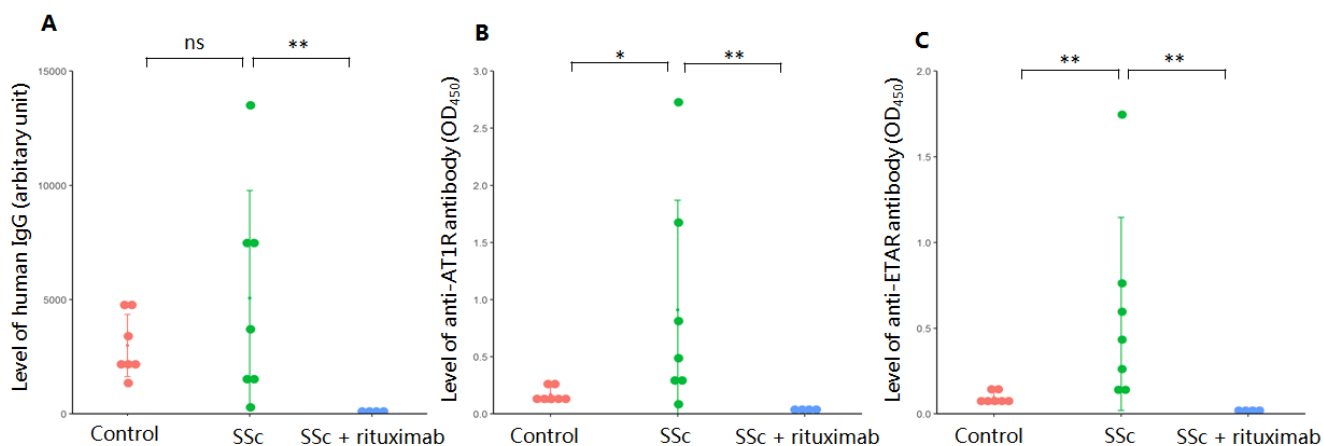 A
ns
**
Level of human IgG (arbitary unit)
15000
10000
5000
0
Control
SSc
SSc + rituximab
B
*
**
Level of anti-AT1R antibody (OD450)
3.0
2.5
2.0
1.5
1.0
0.5
0.0
Control
SSc
SSc + rituximab
C
**
**
Level of anti-ETAR antibody (OD450)
2.0
1.5
1.0
0.5
0.0
Control
SSc
SSc + rituximab